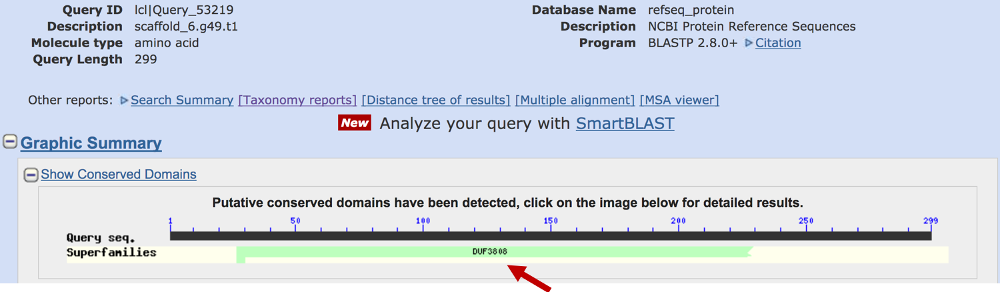 Query ID lcl|Query_53219 Database Name refseq_protein
Description scaffold_6.g49.t1 Description NCBI Protein Reference Sequences
Molecule type amino acid Program BLASTP 2.8.0+ Citation
Query Length 299
Other reports: Search Summary [Taxonomy reports] [Distance tree of results] [Multiple alignment] [MSA viewer]
New Analyze your query with SmartBLAST
Graphic Summary
Show Conserved Domains
Putative conserved domains have been detected, click on the image below for detailed results.
1 50 100 150 200 250 299
Query seq.
Superfamilies DUF3808